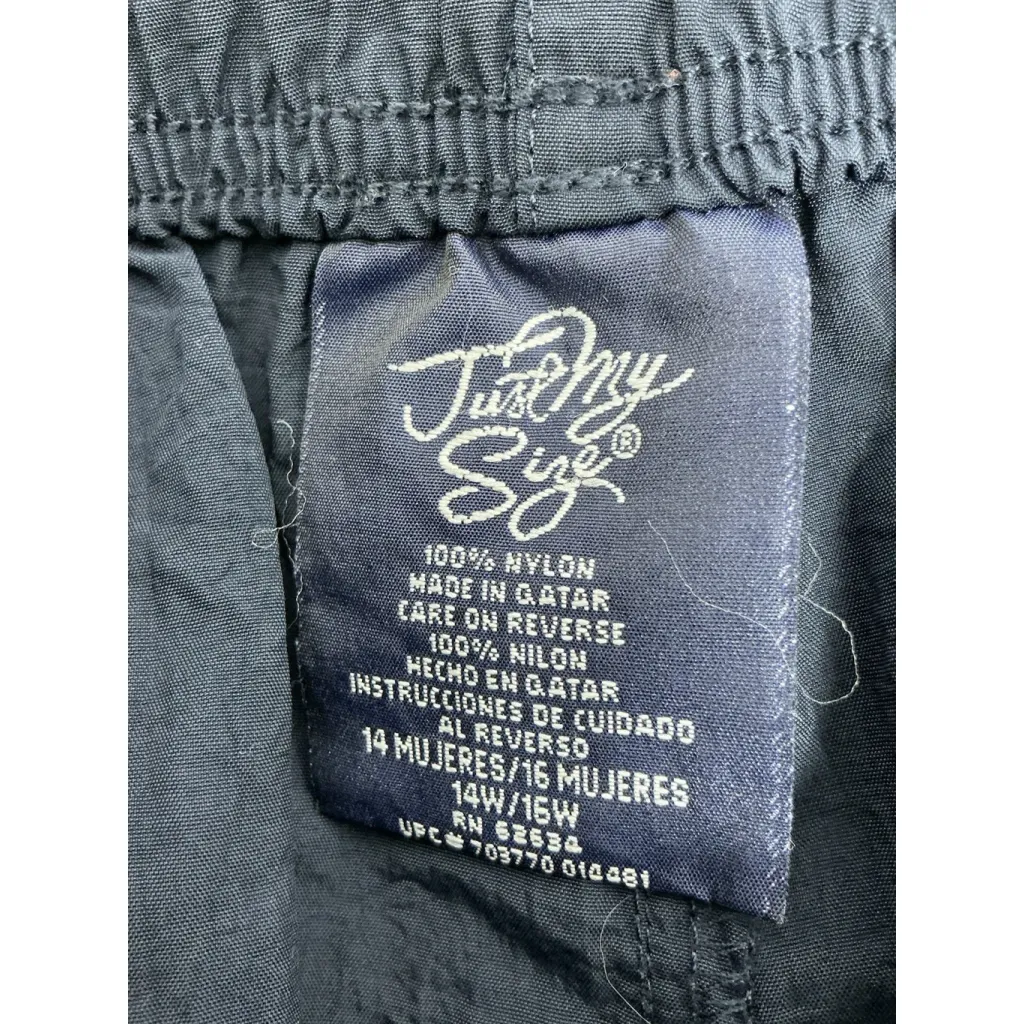 Just My
Size®
100% NYLON
MADE IN QATAR
CARE ON REVERSE
100% NILON
HECHO EN QATAR
INSTRUCCIONES DE CUIDADO
AL REVERSO
14 MUJERES/16 MUJERES
14W/16W
RN 62634
UPC# 703770 014481